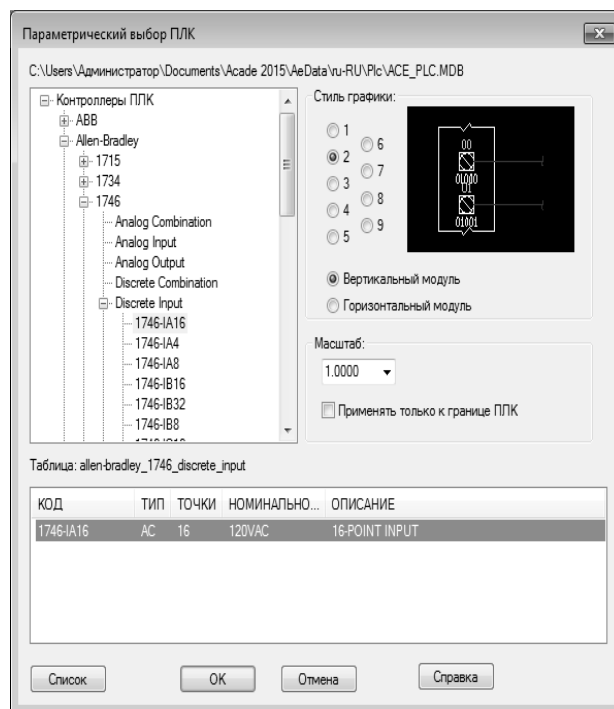 Параметрический выбор ПЛК
C:\Users\Администратор\Documents\Acade 2015\AeData\ru-RU\Plc\ACE_PLC.MDB
Контроллеры ПЛК
ABB
Allen-Bradley
1715
1734
1746
Analog Combination
Analog Input
Analog Output
Discrete Combination
Discrete Input
1746-IA16
1746-IA4
1746-IA8
1746-IB16
1746-IB32
1746-IB8
Стиль графики:
1
2
3
4
5
6
7
8
9
00
01000
01
01001
Вертикальный модуль
Горизонтальный модуль
Масштаб:
1.0000
Применять только к границе ПЛК
Таблица: allen-bradley_1746_discrete_input
КОД ТИП ТОЧКИ НОМИНАЛЬНО... ОПИСАНИЕ
1746-IA16 AC 16 120VAC 16-POINT INPUT
Список OK Отмена Справка